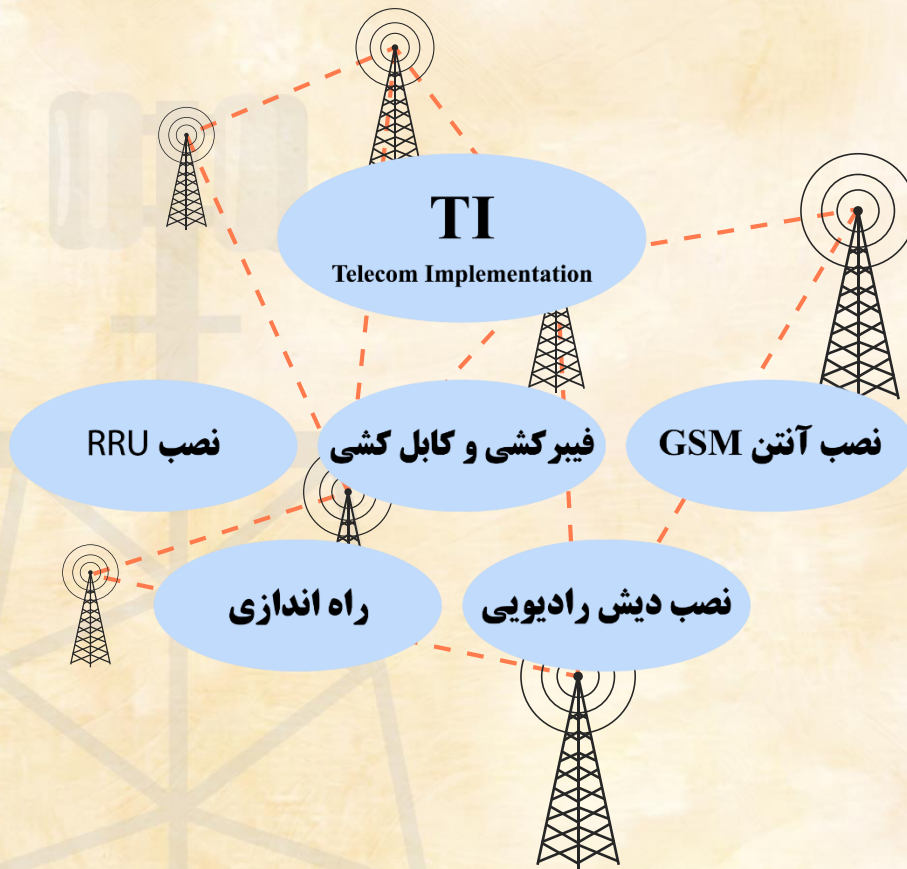 TI
Telecom Implementation
نصب آنتن GSM
فیبرکشی و کابل کشی
نصب RRU
نصب دیش رادیویی
راه اندازی